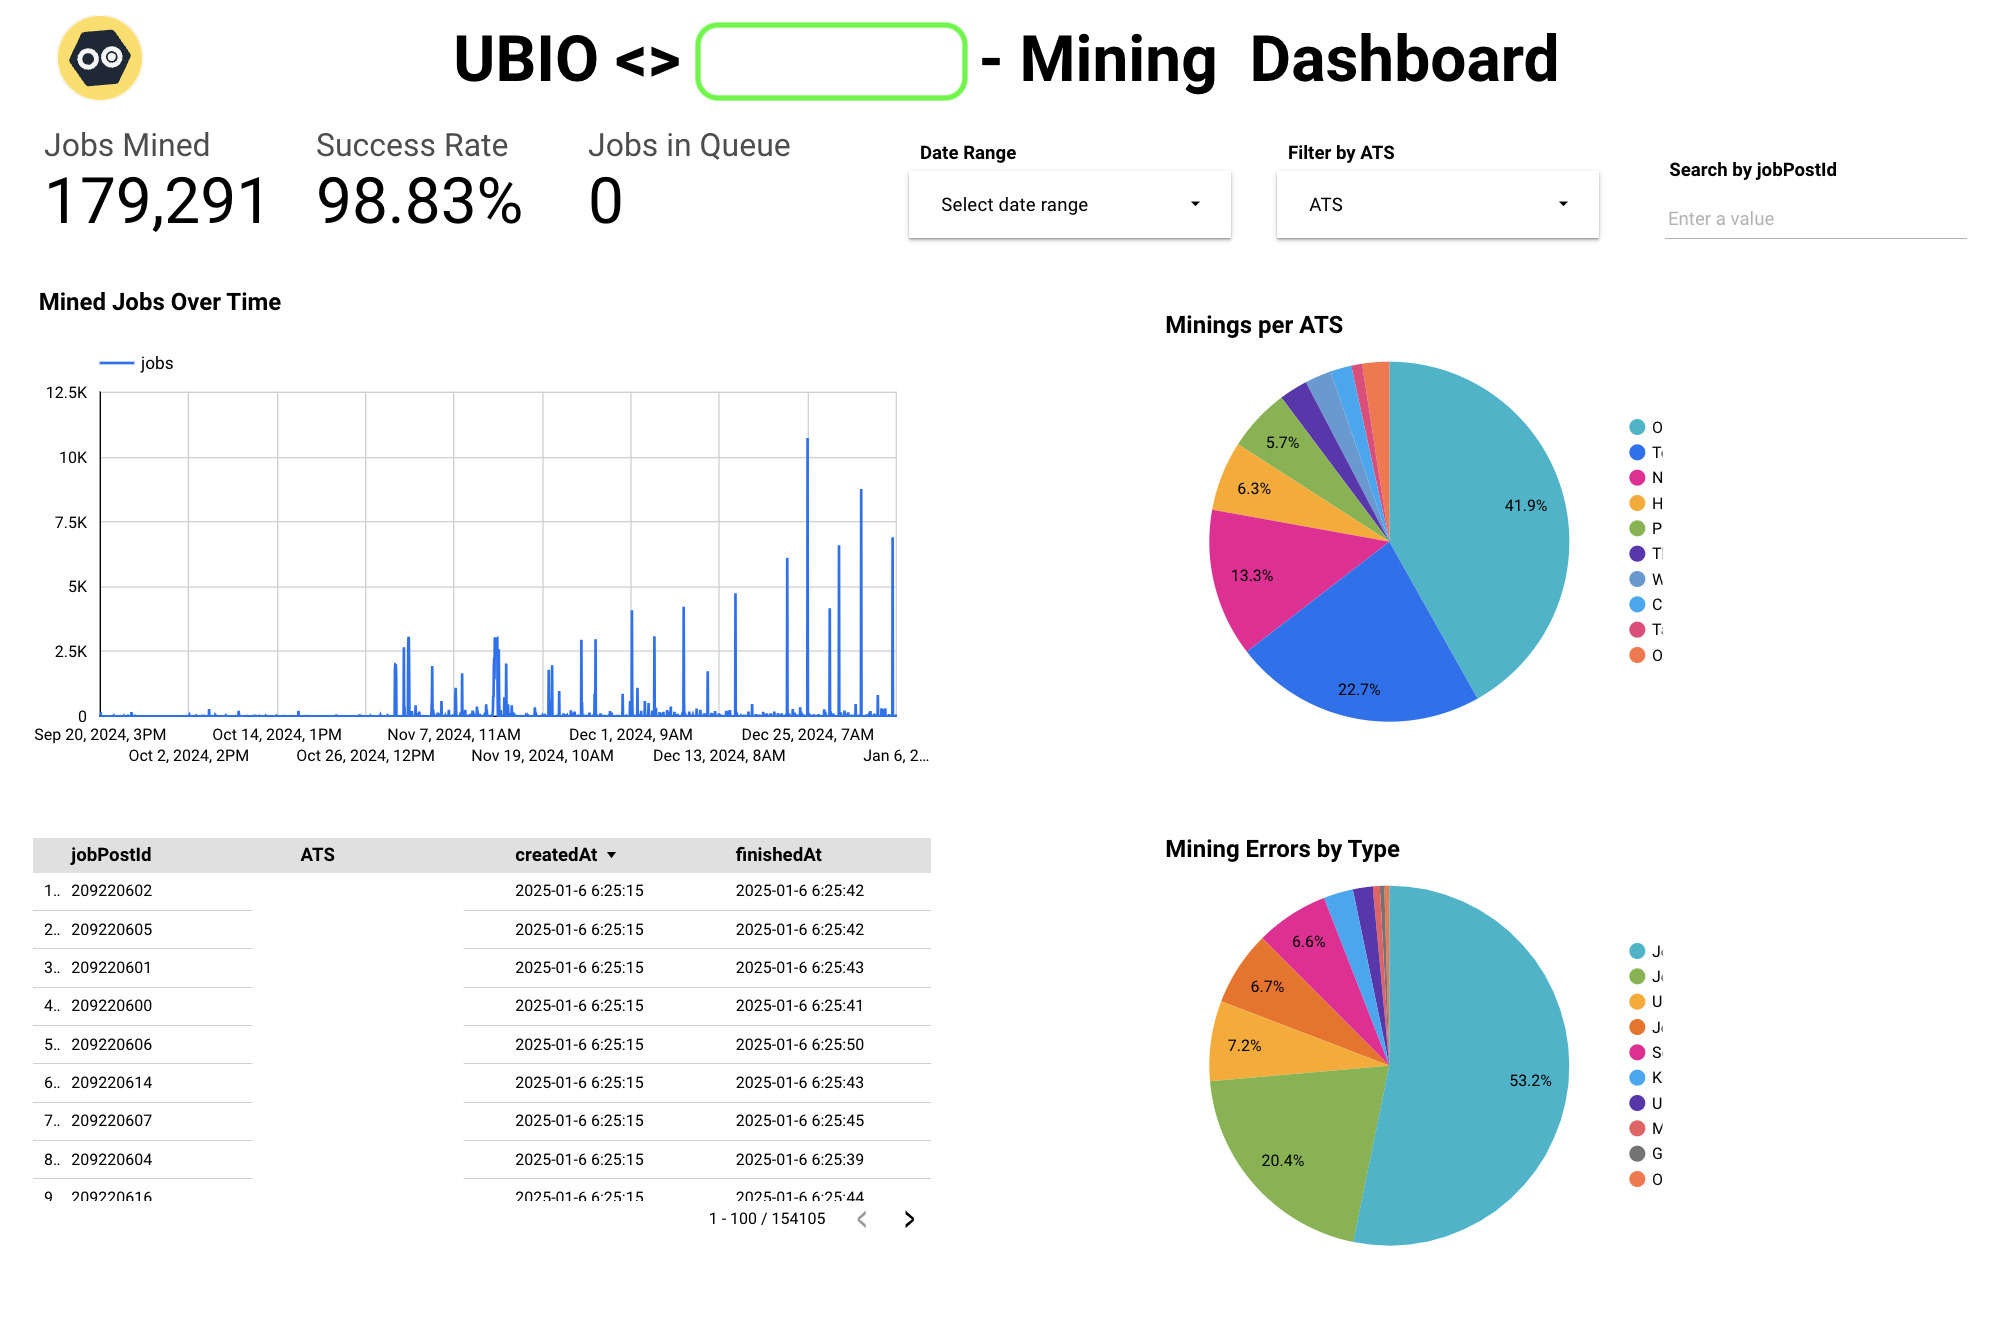 UBIO <> - Mining Dashboard
Jobs Mined
179,291
Success Rate
98.83%
Jobs in Queue
0
Date Range
Select date range
Filter by ATS
ATS
Search by jobPostId
Enter a value
Mined Jobs Over Time
jobs
12.5K
10K
7.5K
5K
2.5K
0
Sep 20, 2024, 3PM
Oct 2, 2024, 2PM
Oct 14, 2024, 1PM
Oct 26, 2024, 12PM
Nov 7, 2024, 11AM
Nov 19, 2024, 10AM
Dec 1, 2024, 9AM
Dec 13, 2024, 8AM
Dec 25, 2024, 7AM
Jan 6, 2...
Minings per ATS
41.9%
22.7%
13.3%
6.3%
5.7%
O
T
N
H
P
T
W
C
T
O
jobPostId ATS createdAt finishedAt
1.. 209220602 2025-01-6 6:25:15 2025-01-6 6:25:42
2.. 209220605 2025-01-6 6:25:15 2025-01-6 6:25:42
3.. 209220601 2025-01-6 6:25:15 2025-01-6 6:25:43
4.. 209220600 2025-01-6 6:25:15 2025-01-6 6:25:41
5.. 209220606 2025-01-6 6:25:15 2025-01-6 6:25:50
6.. 209220614 2025-01-6 6:25:15 2025-01-6 6:25:43
7.. 209220607 2025-01-6 6:25:15 2025-01-6 6:25:45
8.. 209220604 2025-01-6 6:25:15 2025-01-6 6:25:39
9 209220616 2025-01-6 6:25:15 2025-01-6 6:25:44
1 - 100 / 154105
Mining Errors by Type
53.2%
20.4%
7.2%
6.7%
6.6%
J
J
U
J
S
K
U
M
G
O